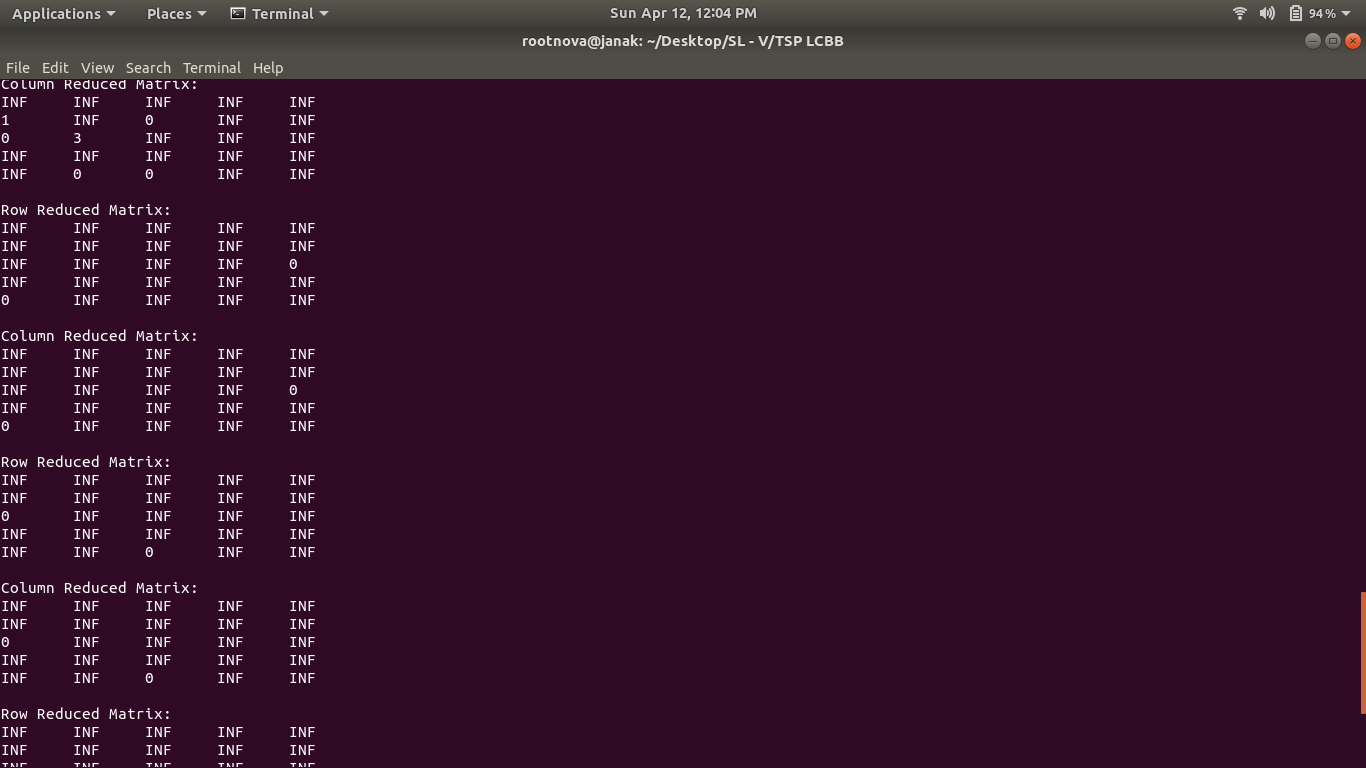 Applications Places Terminal Sun Apr 12, 12:04 PM 94%
rootnova@janak: ~/Desktop/SL - V/TSP LCBB
File Edit View Search Terminal Help
Column Reduced Matrix:
INF INF INF INF INF
1 INF 0 INF INF
0 3 INF INF INF
INF INF INF INF INF
INF 0 0 INF INF
Row Reduced Matrix:
INF INF INF INF INF
INF INF INF INF INF
INF INF INF INF 0
INF INF INF INF INF
0 INF INF INF INF
Column Reduced Matrix:
INF INF INF INF INF
INF INF INF INF INF
INF INF INF INF 0
INF INF INF INF INF
0 INF INF INF INF
Row Reduced Matrix:
INF INF INF INF INF
INF INF INF INF INF
0 INF INF INF INF
INF INF INF INF INF
INF INF 0 INF INF
Column Reduced Matrix:
INF INF INF INF INF
INF INF INF INF INF
0 INF INF INF INF
INF INF INF INF INF
INF INF 0 INF INF
Row Reduced Matrix:
INF INF INF INF INF
INF INF INF INF INF
INF INF INF INF INF